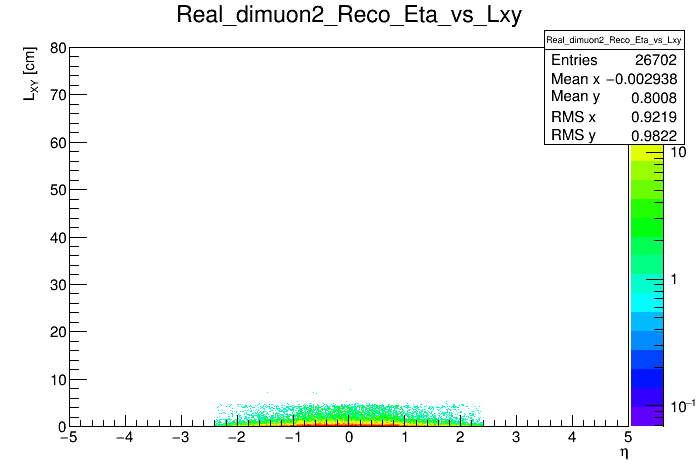 Real_dimuon2_Reco_Eta_vs_Lxy
Real_dimuon2_Reco_Eta_vs_Lxy
Entries 26702
Mean x −0.002938
Mean y 0.8008
RMS x 0.9219
RMS y 0.9822
L_XY [cm]
80
70
60
50
40
30
20
10
0
10
1
10⁻¹
−5 −4 −3 −2 −1 0 1 2 3 4 5
η